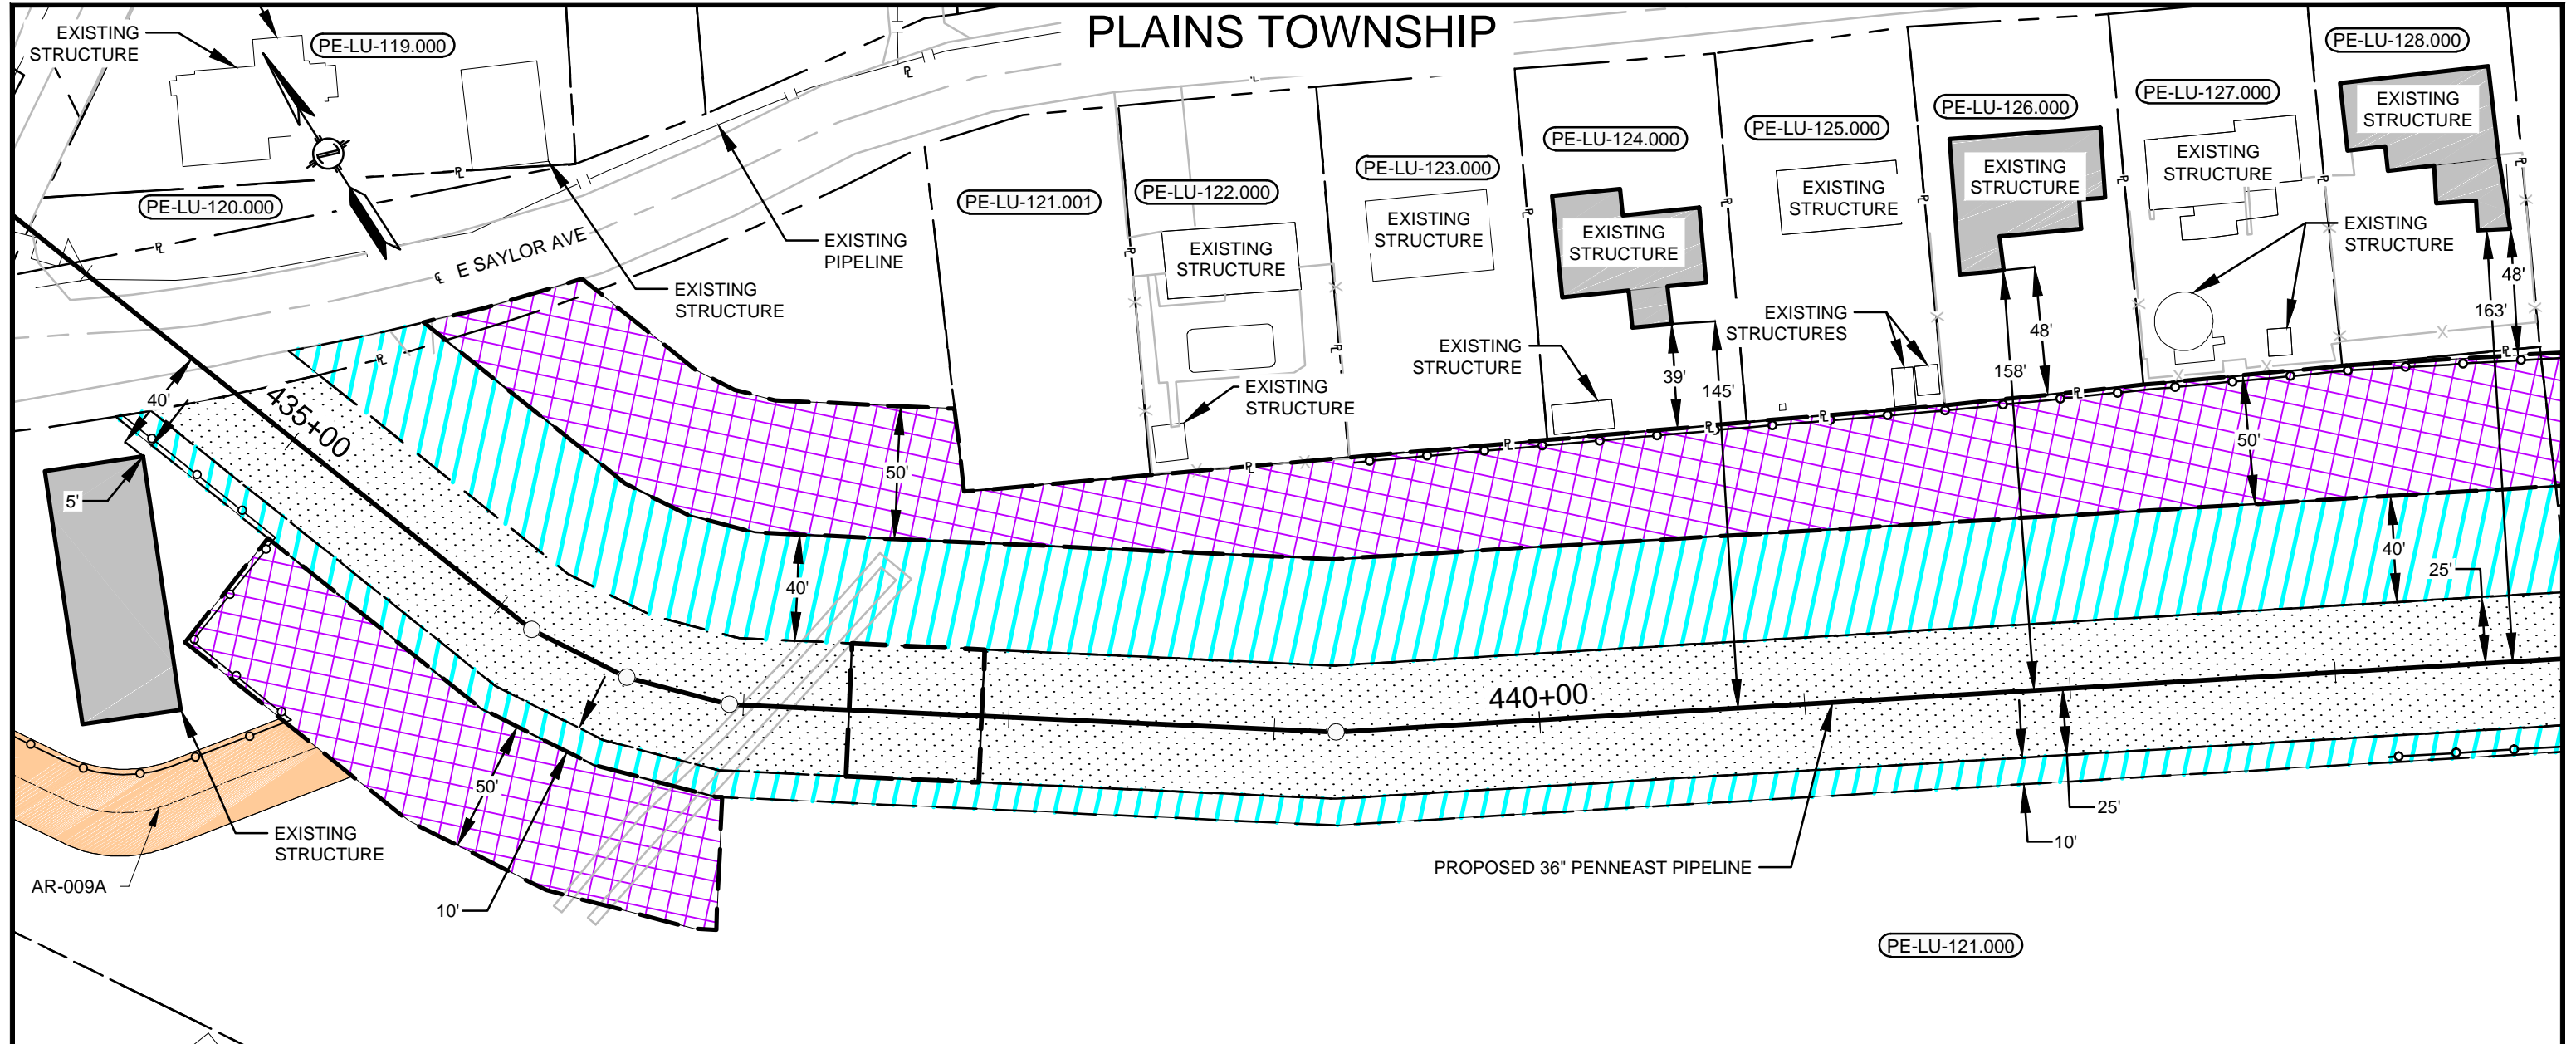 PLAINS TOWNSHIP
EXISTING
STRUCTURE
PE-LU-119.000
PE-LU-128.000
EXISTING
STRUCTURE
PE-LU-127.000
EXISTING
STRUCTURE
PE-LU-126.000
EXISTING
STRUCTURE
PE-LU-125.000
EXISTING
STRUCTURE
PE-LU-124.000
EXISTING
STRUCTURE
PE-LU-123.000
EXISTING
STRUCTURE
PE-LU-122.000
EXISTING
STRUCTURE
PE-LU-121.001
PE-LU-120.000
E SAYLOR AVE
EXISTING
PIPELINE
EXISTING
STRUCTURE
EXISTING
STRUCTURE
EXISTING
STRUCTURES
EXISTING
STRUCTURE
EXISTING
STRUCTURE
48'
163'
48'
158'
39'
145'
40'
435+00
5'
50'
50'
40'
40'
25'
440+00
50'
10'
EXISTING
STRUCTURE
AR-009A
25'
10'
PROPOSED 36" PENNEAST PIPELINE
PE-LU-121.000